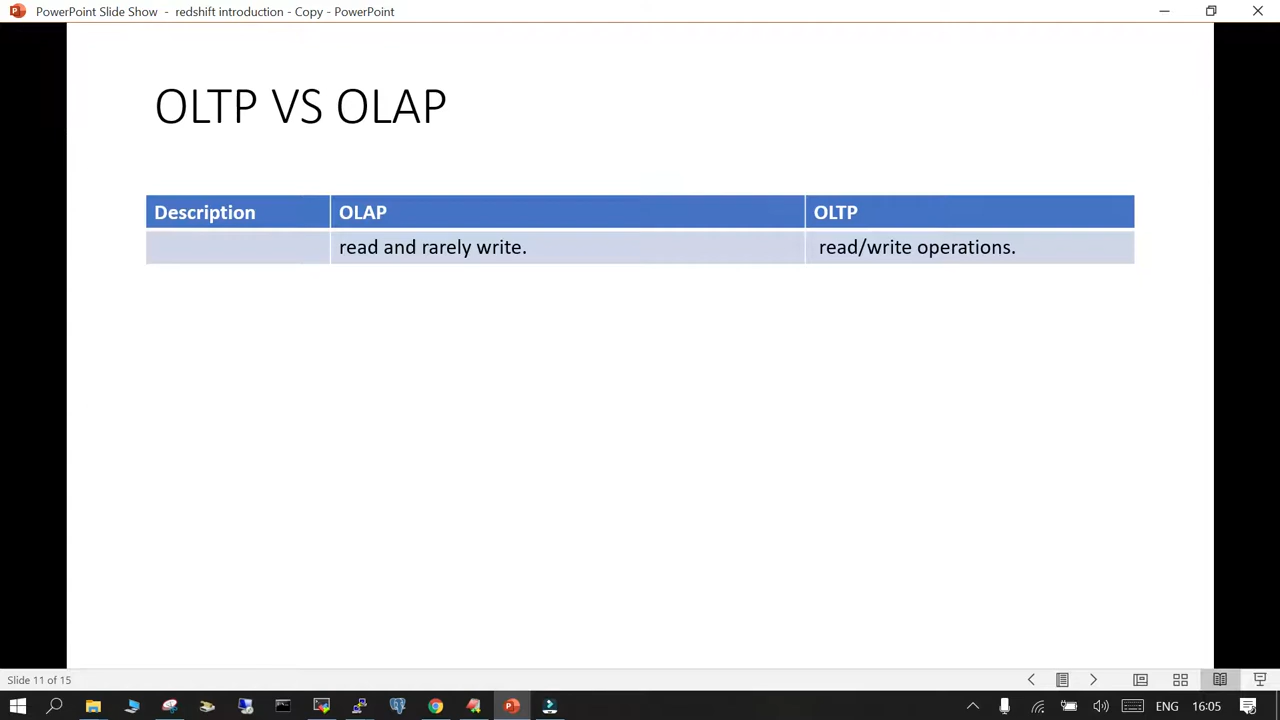 PowerPoint Slide Show - redshift introduction - Copy - PowerPoint
OLTP VS OLAP
Description OLAP OLTP
read and rarely write. read/write operations.
Slide 11 of 15
ENG 16:05